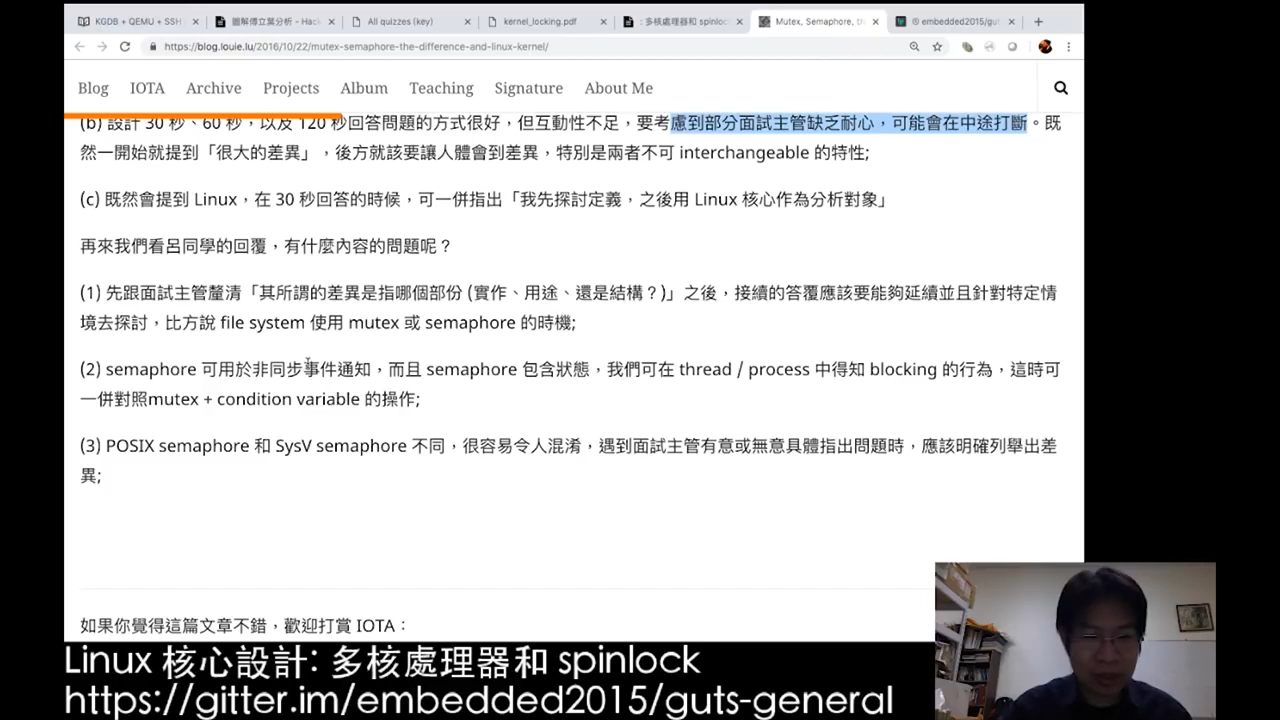 KGDB + QEMU + SSH
圖解傅立葉分析 - Hack
All quizzes (key)
kernel_locking.pdf
: 多核處理器和 spinloc
Mutex, Semaphore, th
embedded2015/gut
https://blog.louie.lu/2016/10/22/mutex-semaphore-the-difference-and-linux-kernel/
Blog IOTA Archive Projects Album Teaching Signature About Me
(b) 設計 30 秒、60 秒，以及 120 秒回答問題的方式很好，但互動性不足，要考慮到部分面試主管缺乏耐心，可能會在中途打斷。既
然一開始就提到「很大的差異」，後方就該要讓人體會到差異，特別是兩者不可 interchangeable 的特性;
(c) 既然會提到 Linux，在 30 秒回答的時候，可一併指出「我先探討定義，之後用 Linux 核心作為分析對象」
再來我們看呂同學的回覆，有什麼內容的問題呢？
(1) 先跟面試主管釐清「其所謂的差異是指哪個部份 (實作、用途、還是結構？)」之後，接續的答覆應該要能夠延續並且針對特定情
境去探討，比方說 file system 使用 mutex 或 semaphore 的時機;
(2) semaphore 可用於非同步事件通知，而且 semaphore 包含狀態，我們可在 thread / process 中得知 blocking 的行為，這時可
一併對照mutex + condition variable 的操作;
(3) POSIX semaphore 和 SysV semaphore 不同，很容易令人混淆，遇到面試主管有意或無意具體指出問題時，應該明確列舉出差
異;
如果你覺得這篇文章不錯，歡迎打賞 IOTA：
Linux 核心設計: 多核處理器和 spinlock
https://gitter.im/embedded2015/guts-general